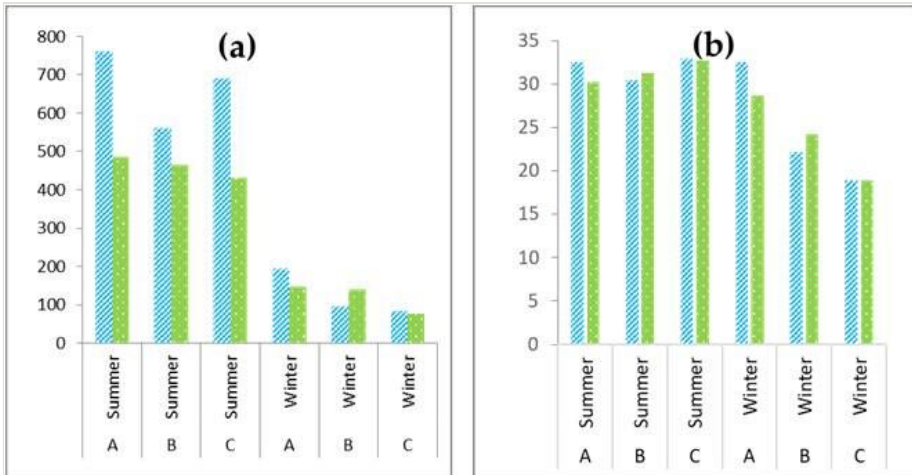 (a)
800
700
600
500
400
300
200
100
0
Summer Summer Summer Winter Winter Winter
A B C A B C
(b)
35
30
25
20
15
10
5
0
Summer Summer Summer Winter Winter Winter
A B C A B C